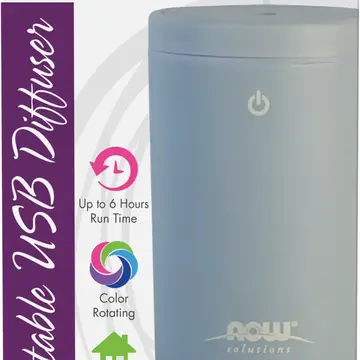 table USB Diffuser
Up to 6 Hours
Run Time
Color
Rotating
NOW
solutions